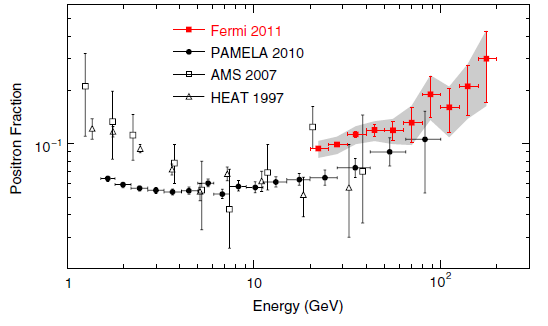 Fermi 2011
PAMELA 2010
AMS 2007
HEAT 1997
Positron Fraction
10⁻¹
1
10
10²
Energy (GeV)